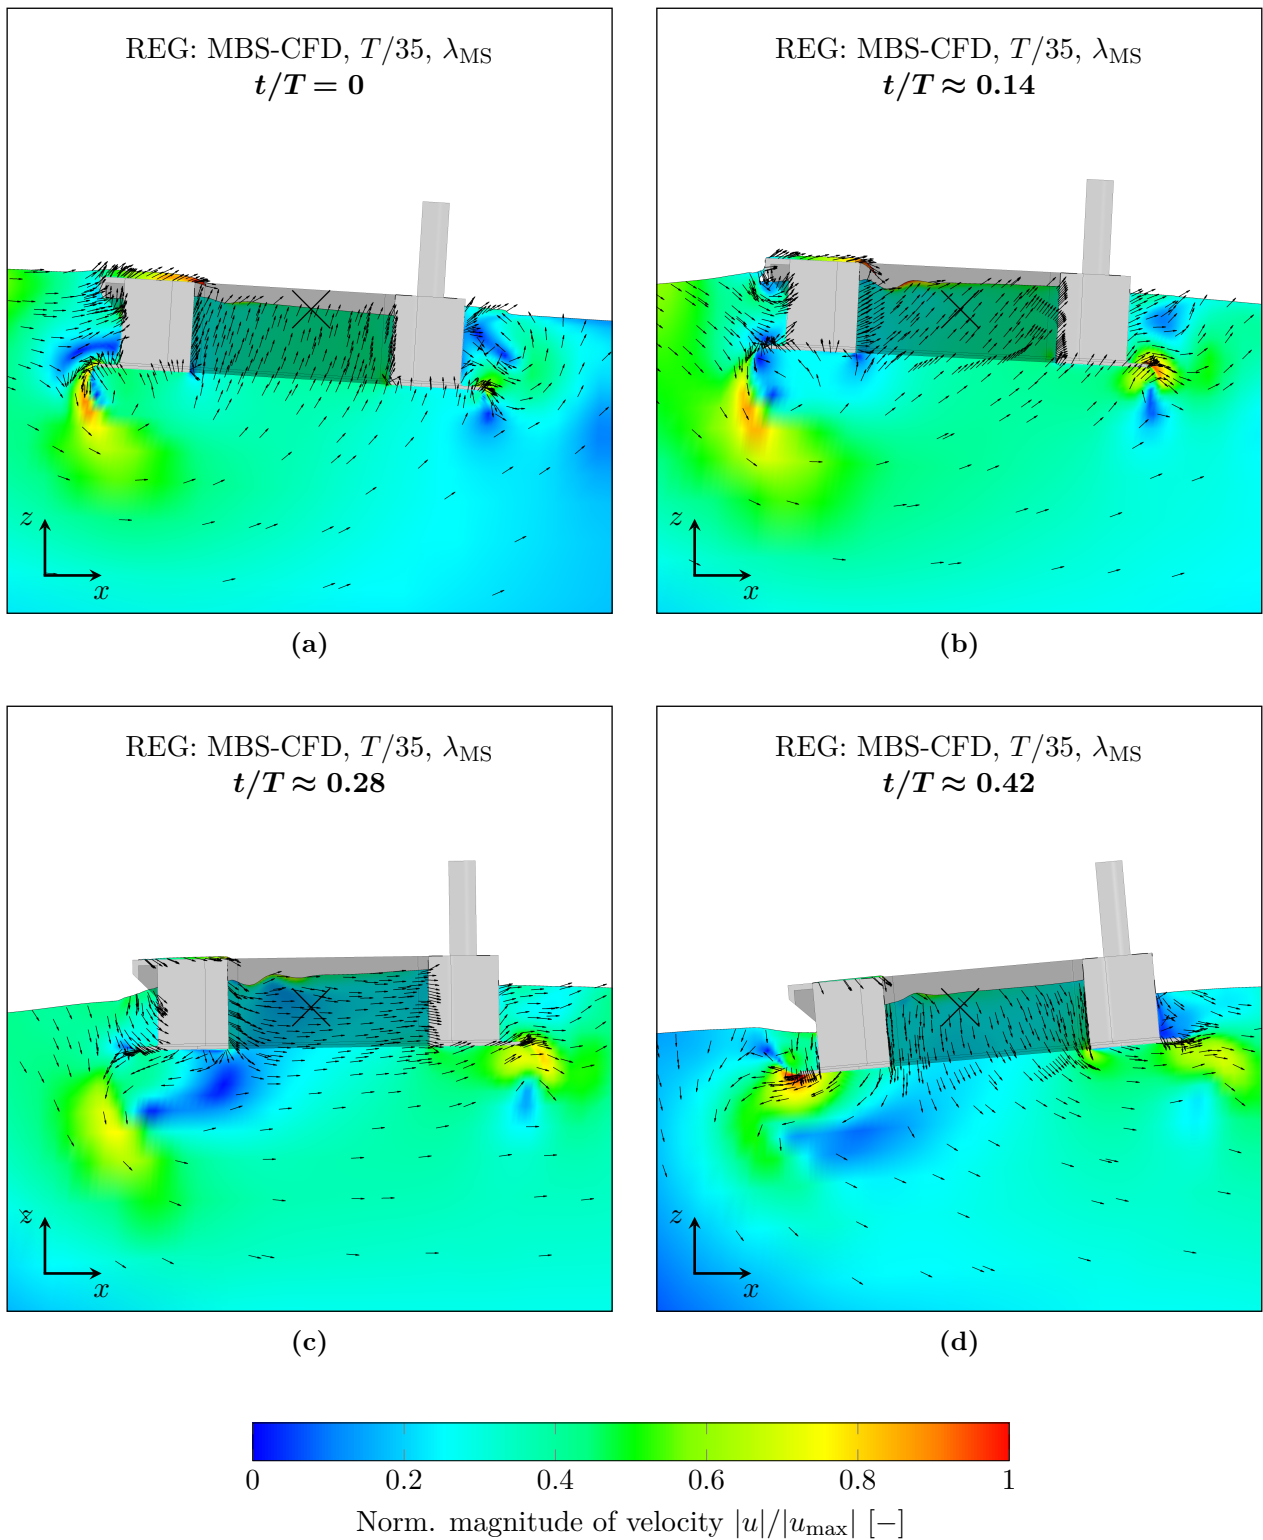 REG: MBS-CFD, T/35, λ_MS
t/T = 0
z
x
(a)
REG: MBS-CFD, T/35, λ_MS
t/T ≈ 0.14
z
x
(b)
REG: MBS-CFD, T/35, λ_MS
t/T ≈ 0.28
z
x
(c)
REG: MBS-CFD, T/35, λ_MS
t/T ≈ 0.42
z
x
(d)
0 0.2 0.4 0.6 0.8 1
Norm. magnitude of velocity |u|/|u_max| [−]